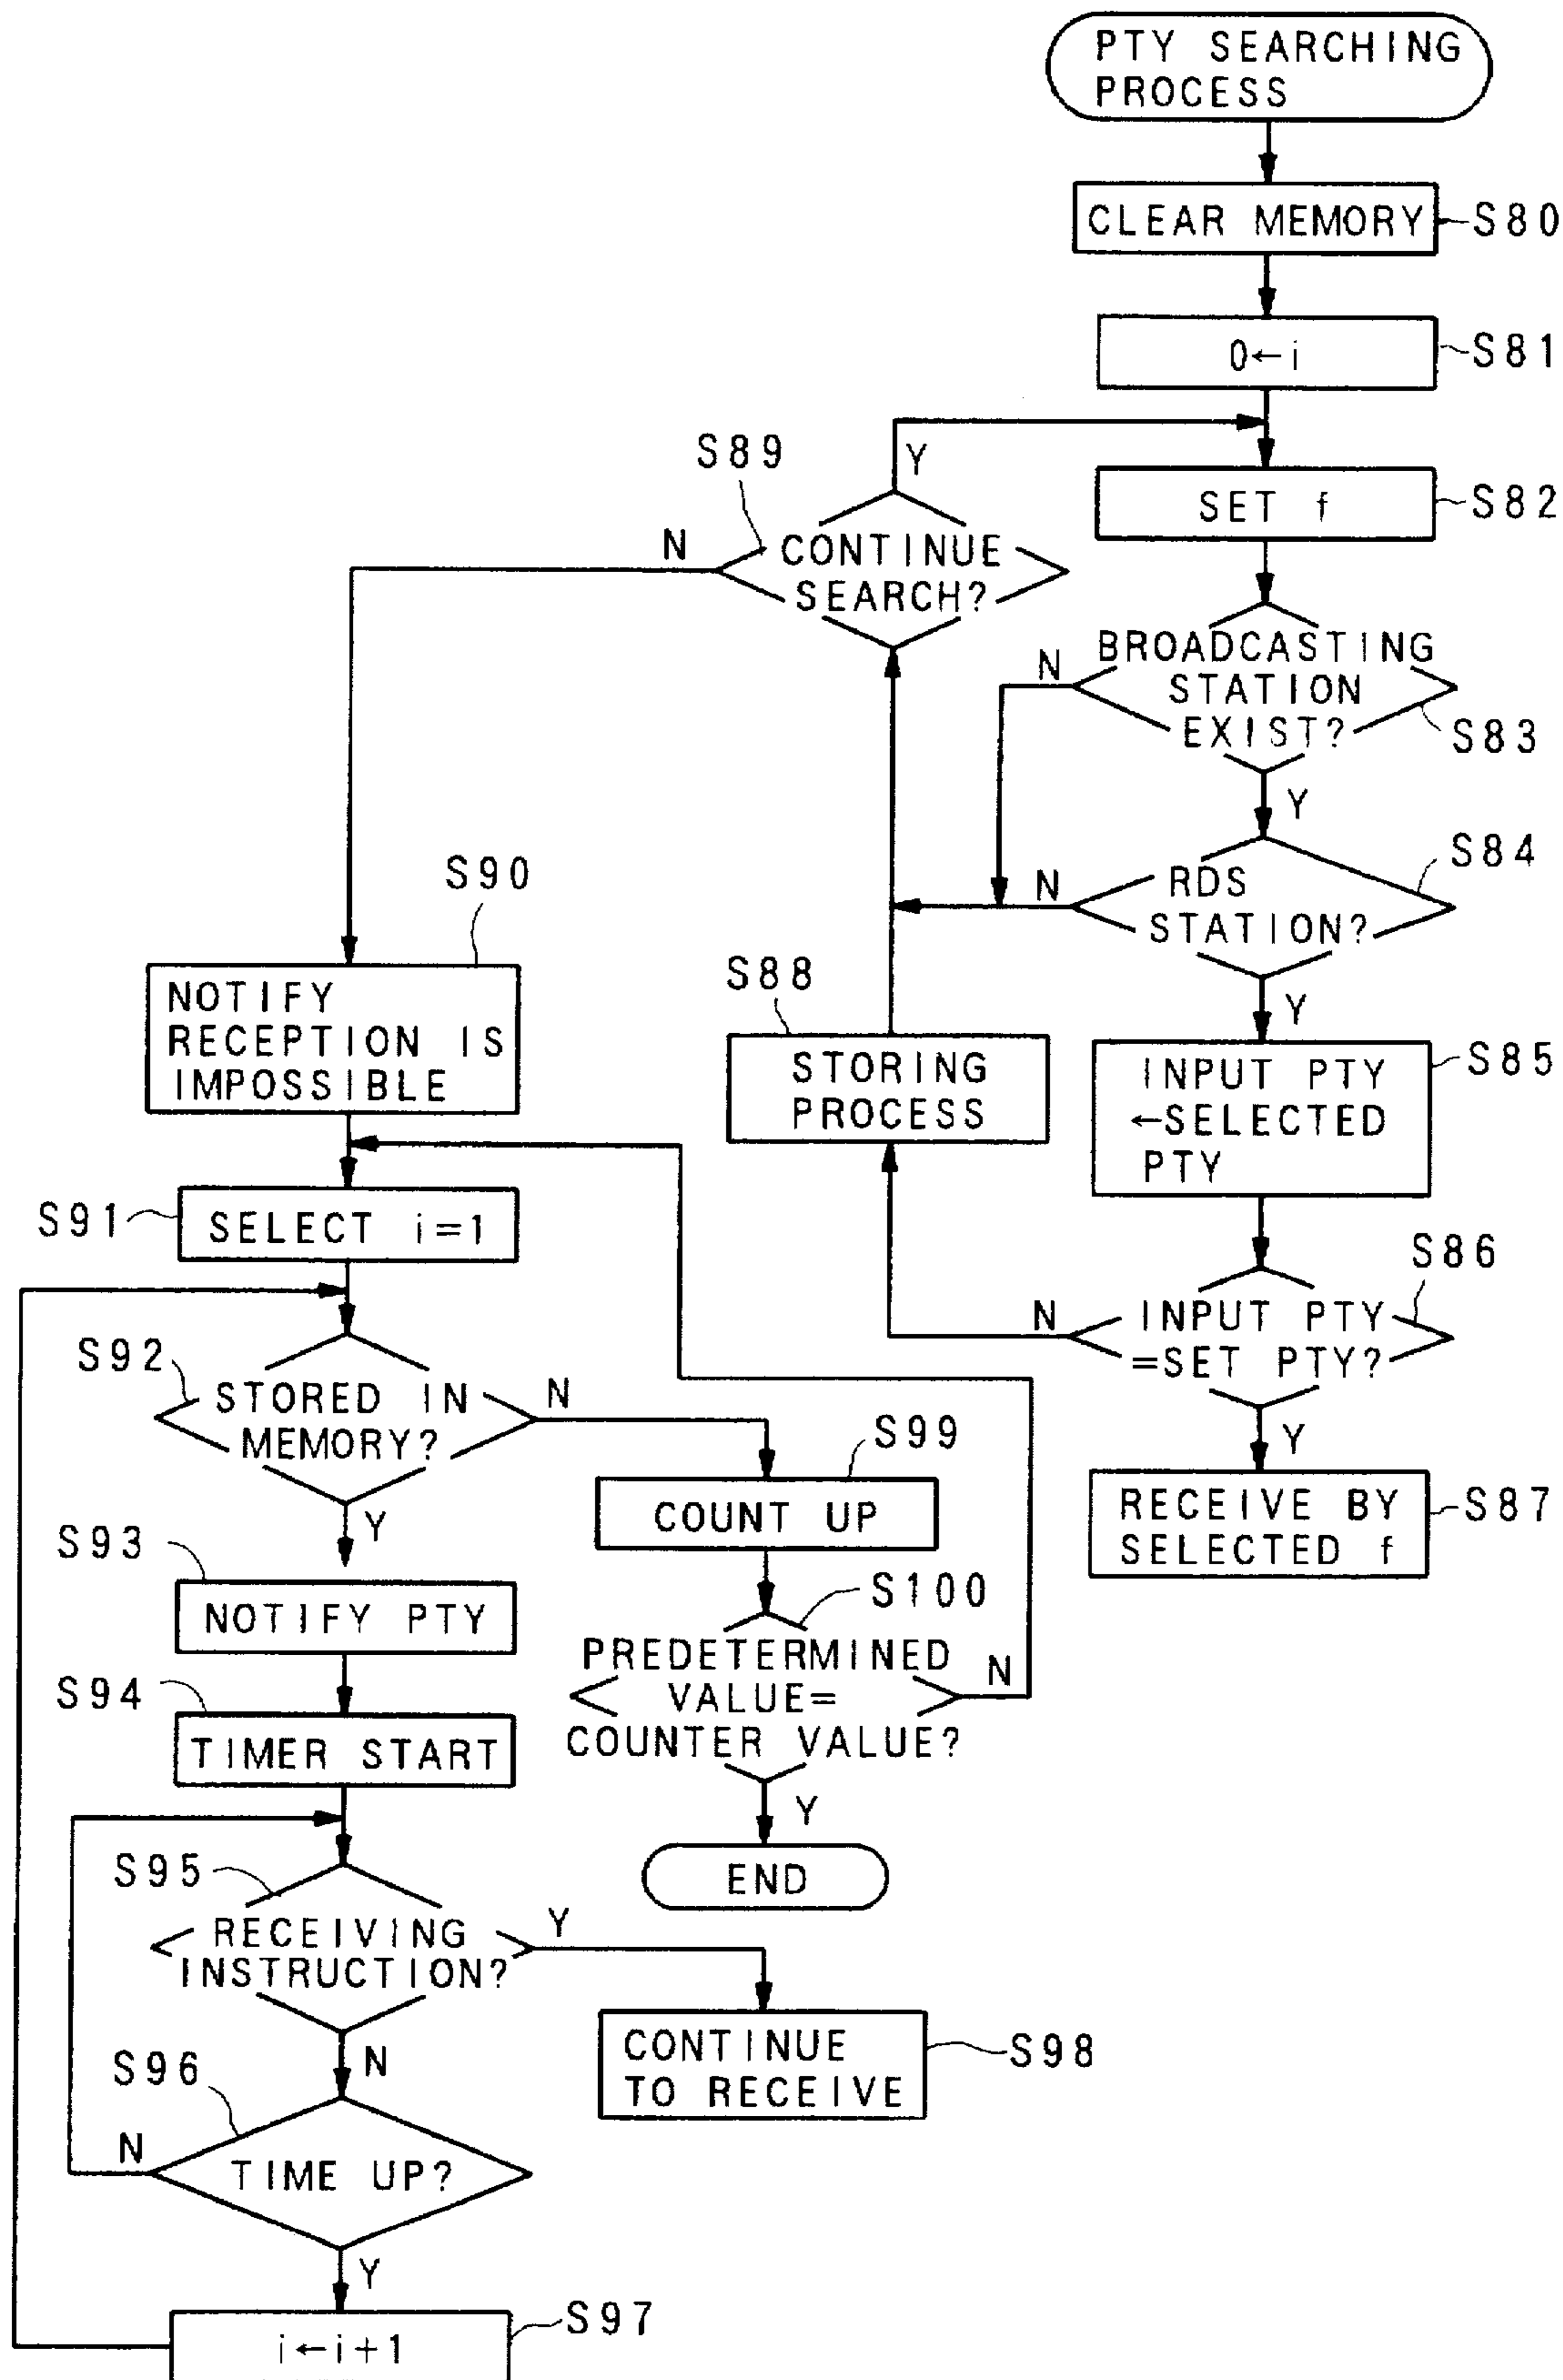 PTY SEARCHING
PROCESS
CLEAR MEMORY
S80
0←i
S81
SET f
S82
BROADCASTING
STATION
EXIST?
S83
N
Y
RDS
STATION?
S84
N
Y
INPUT PTY
←SELECTED
PTY
S85
INPUT PTY
=SET PTY?
S86
N
Y
RECEIVE BY
SELECTED f
S87
STORING
PROCESS
S88
CONTINUE
SEARCH?
S89
Y
N
NOTIFY
RECEPTION IS
IMPOSSIBLE
S90
SELECT i=1
S91
STORED IN
MEMORY?
S92
N
Y
NOTIFY PTY
S93
TIMER START
S94
RECEIVING
INSTRUCTION?
S95
Y
N
TIME UP?
S96
N
Y
i←i+1
S97
CONTINUE
TO RECEIVE
S98
COUNT UP
S99
PREDETERMINED
VALUE=
COUNTER VALUE?
S100
N
Y
END